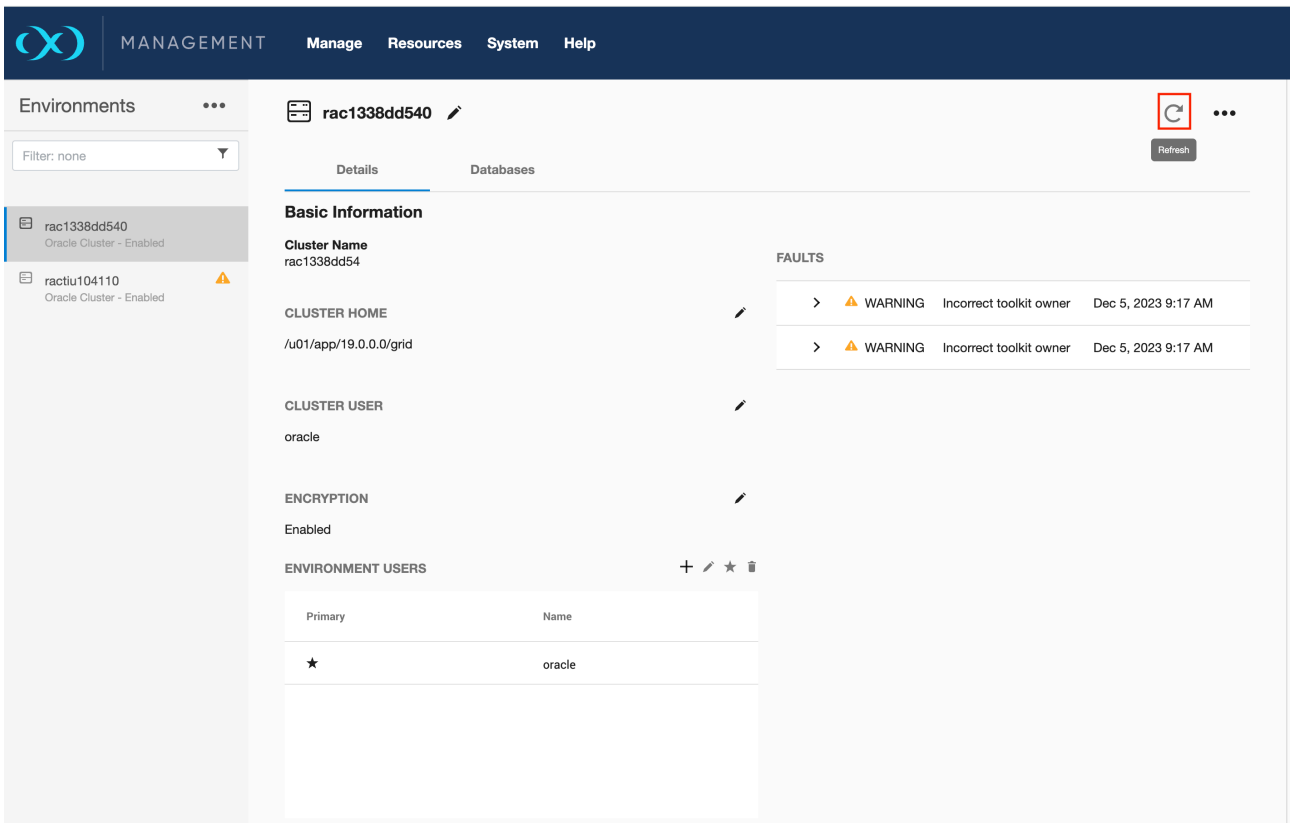 MANAGEMENT Manage Resources System Help
Environments
Filter: none
rac1338dd540
Oracle Cluster - Enabled
ractiu104110
Oracle Cluster - Enabled
rac1338dd540
Refresh
Details Databases
Basic Information
Cluster Name
rac1338dd54
CLUSTER HOME
/u01/app/19.0.0.0/grid
CLUSTER USER
oracle
ENCRYPTION
Enabled
ENVIRONMENT USERS
Primary Name
oracle
FAULTS
WARNING Incorrect toolkit owner Dec 5, 2023 9:17 AM
WARNING Incorrect toolkit owner Dec 5, 2023 9:17 AM